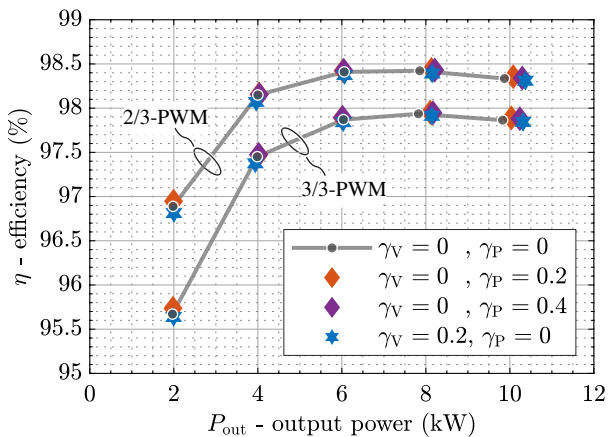 98.5
98
97.5
97
96.5
96
95.5
95
η - efficiency (%)
2/3-PWM
3/3-PWM
γV = 0 , γP = 0
γV = 0 , γP = 0.2
γV = 0 , γP = 0.4
γV = 0.2, γP = 0
0 2 4 6 8 10 12
Pout - output power (kW)